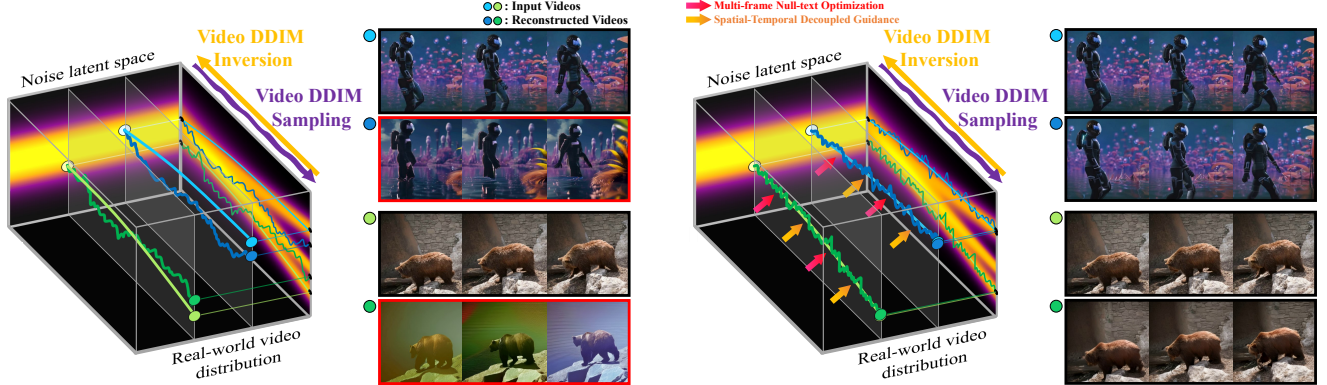 : Input Videos
: Reconstructed Videos
Video DDIM
Inversion
Noise latent space
Video DDIM
Sampling
Real-world video
distribution
Multi-frame Null-text Optimization
Spatial-Temporal Decoupled Guidance
Video DDIM
Inversion
Noise latent space
Video DDIM
Sampling
Real-world video
distribution